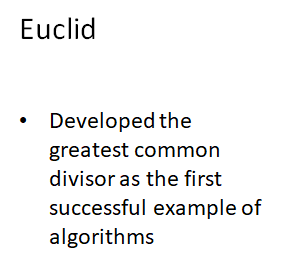 Euclid
• Developed the
greatest common
divisor as the first
successful example of
algorithms